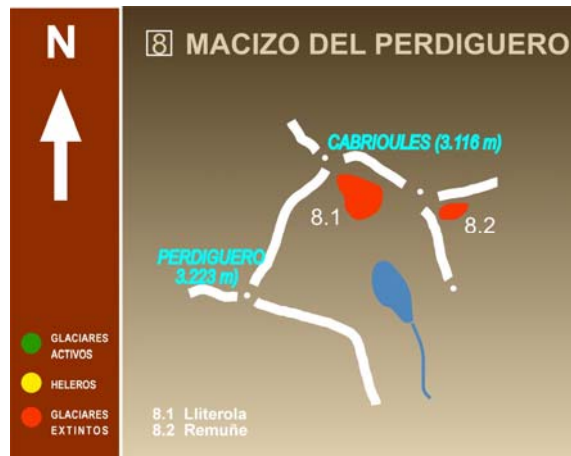 N
8 MACIZO DEL PERDIGUERO
CABRIOULES (3.116 m)
8.1
8.2
PERDIGUERO
3.223 m)
GLACIARES
ACTIVOS
HELEROS
GLACIARES
EXTINTOS
8.1 Lliterola
8.2 Remuñe